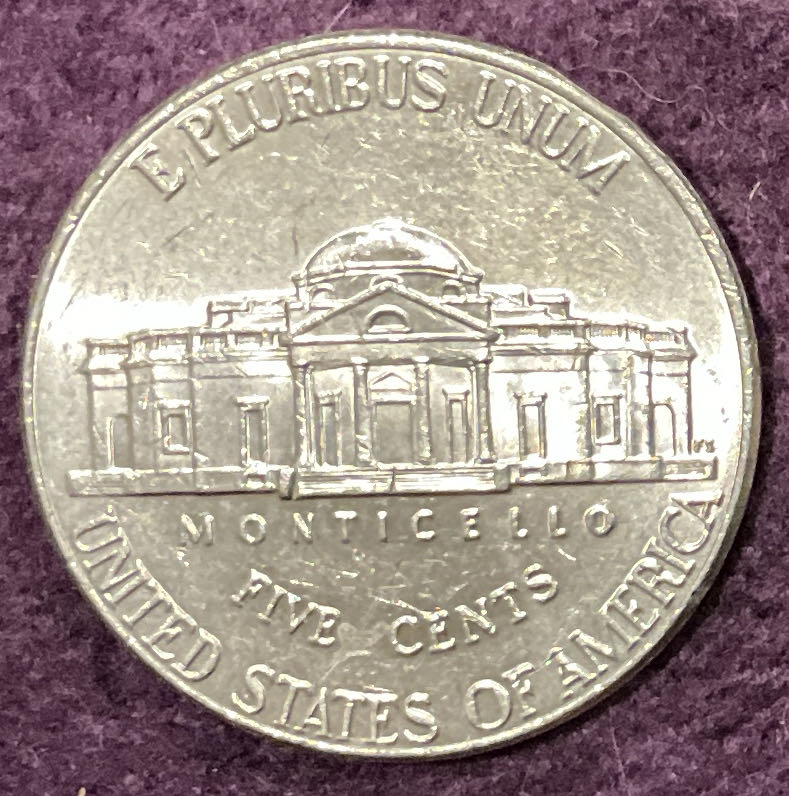 E PLURIBUS UNUM
MONTICELLO
FIVE CENTS
UNITED STATES OF AMERICA